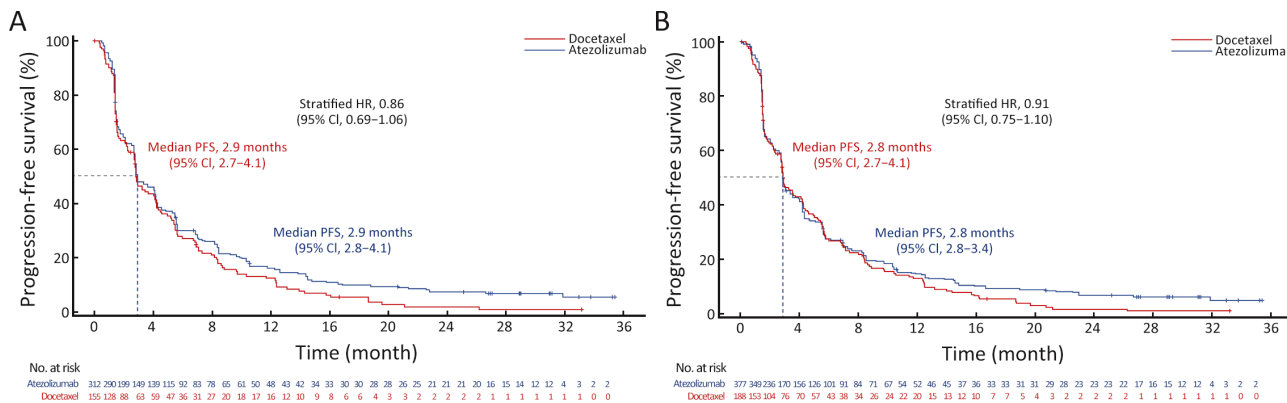 A
Docetaxel
Atezolizumab
Progression-free survival (%)
100
80
60
40
20
0
Stratified HR, 0.86
(95% CI, 0.69−1.06)
Median PFS, 2.9 months
(95% CI, 2.7−4.1)
Median PFS, 2.9 months
(95% CI, 2.8−4.1)
0 4 8 12 16 20 24 28 32 36
Time (month)
No. at risk
Atezolizumab 312 290 199 149 139 115 92 83 78 65 61 50 48 43 42 34 33 30 30 28 28 26 25 21 21 21 20 16 15 14 12 12 4 3 2 2
Docetaxel 155 128 88 63 59 47 36 31 27 20 18 17 16 12 10 9 8 6 6 4 3 3 2 2 2 2 2 1 1 1 1 1 1 1 0 0
B
Docetaxel
Atezolizuma
Progression-free survival (%)
100
80
60
40
20
0
Stratified HR, 0.91
(95% CI, 0.75−1.10)
Median PFS, 2.8 months
(95% CI, 2.7−4.1)
Median PFS, 2.8 months
(95% CI, 2.8−3.4)
0 4 8 12 16 20 24 28 32 36
Time (month)
No. at risk
Atezolizumab 377 349 236 170 156 126 101 91 84 71 67 54 52 46 45 37 36 33 33 31 31 29 28 23 23 23 22 17 16 15 12 12 4 3 2 2
Docetaxel 188 153 104 76 70 57 43 38 34 26 24 22 20 15 13 12 10 7 7 5 4 4 3 2 2 2 2 1 1 1 1 1 1 1 0 0